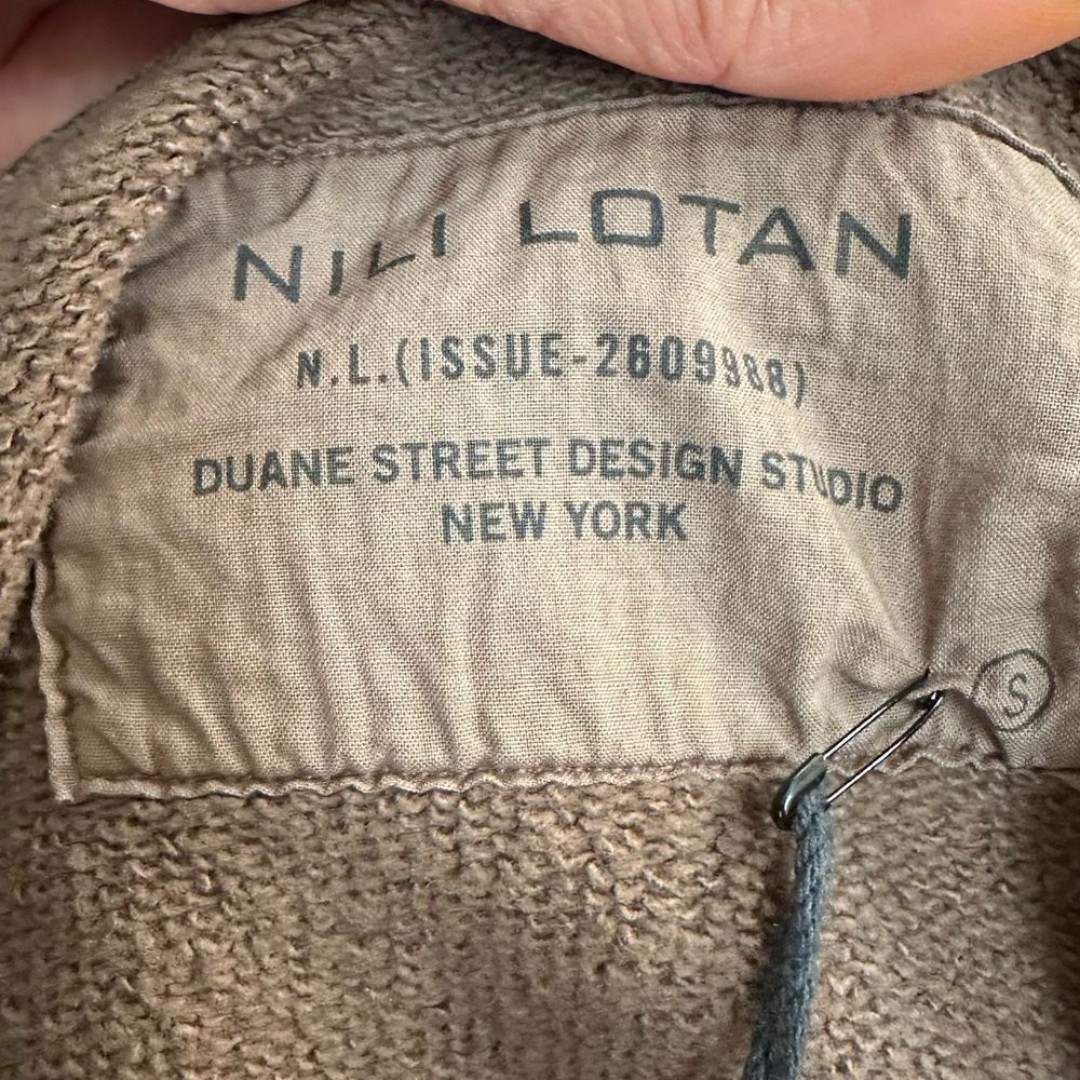 NILI LOTAN
N.L.(ISSUE-2609988)
DUANE STREET DESIGN STUDIO
NEW YORK
S